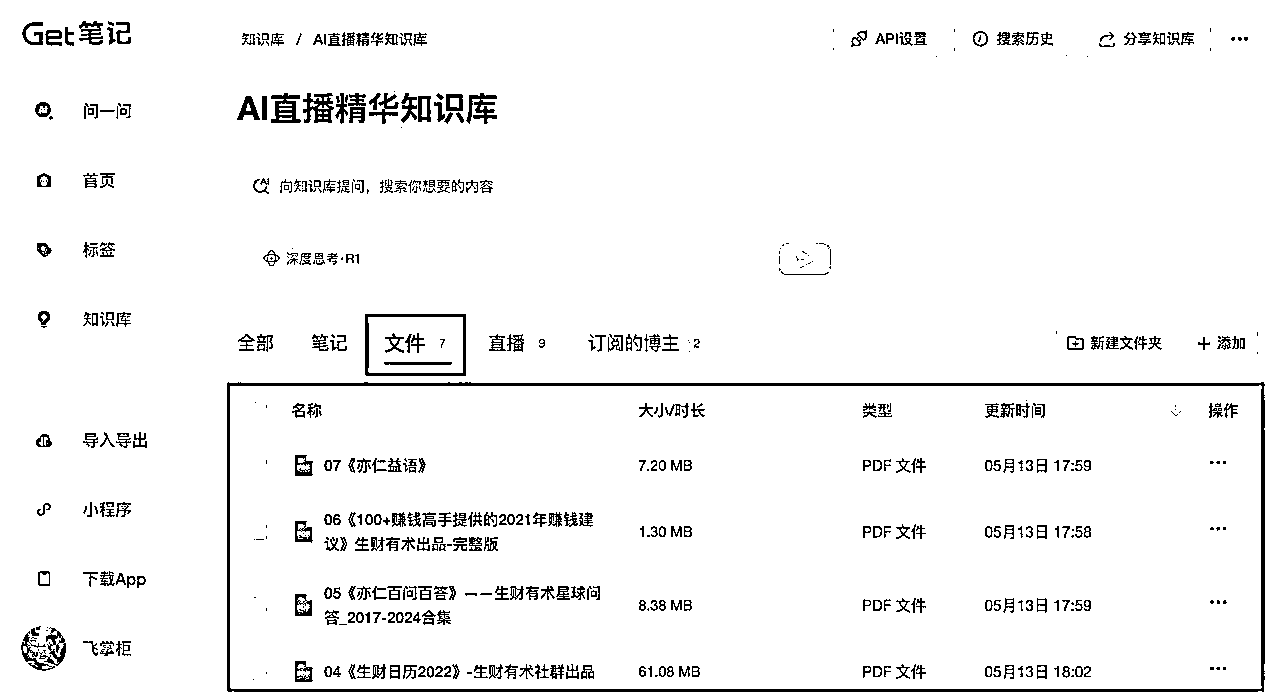 Get笔记
知识库 / AI直播精华知识库
API设置
搜索历史
分享知识库
问一问
首页
标签
知识库
导入导出
小程序
下载App
飞掌柜
AI直播精华知识库
向知识库提问，搜索你想要的内容
深度思考·R1
全部 笔记 文件 7 直播 9 订阅的博主 2
新建文件夹 + 添加
名称 大小/时长 类型 更新时间 操作
07《亦仁益语》 7.20 MB PDF 文件 05月13日 17:59
06《100+赚钱高手提供的2021年赚钱建
议》生财有术出品-完整版 1.30 MB PDF 文件 05月13日 17:58
05《亦仁百问百答》——生财有术星球问
答_2017-2024合集 8.38 MB PDF 文件 05月13日 17:59
04《生财日历2022》-生财有术社群出品 61.08 MB PDF 文件 05月13日 18:02